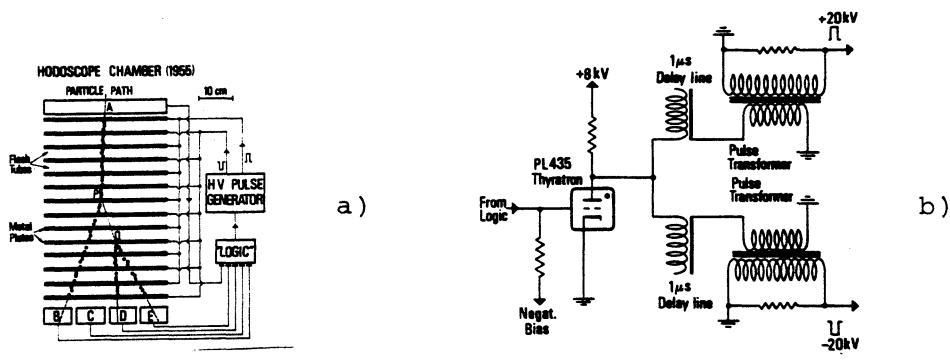 HODOSCOPE CHAMBER (1955)
PARTICLE PATH
10 cm
A
Flash
Tubes
P
Metal
Plates
H V PULSE
GENERATOR
"LOGIC"
B
C
D
E
a)
+20kV
1μs
Delay line
+8kV
Pulse
Transformer
PL435
Thyratron
From
Logic
Pulse
Transformer
Negat.
Bias
1μs
Delay line
-20kV
b)